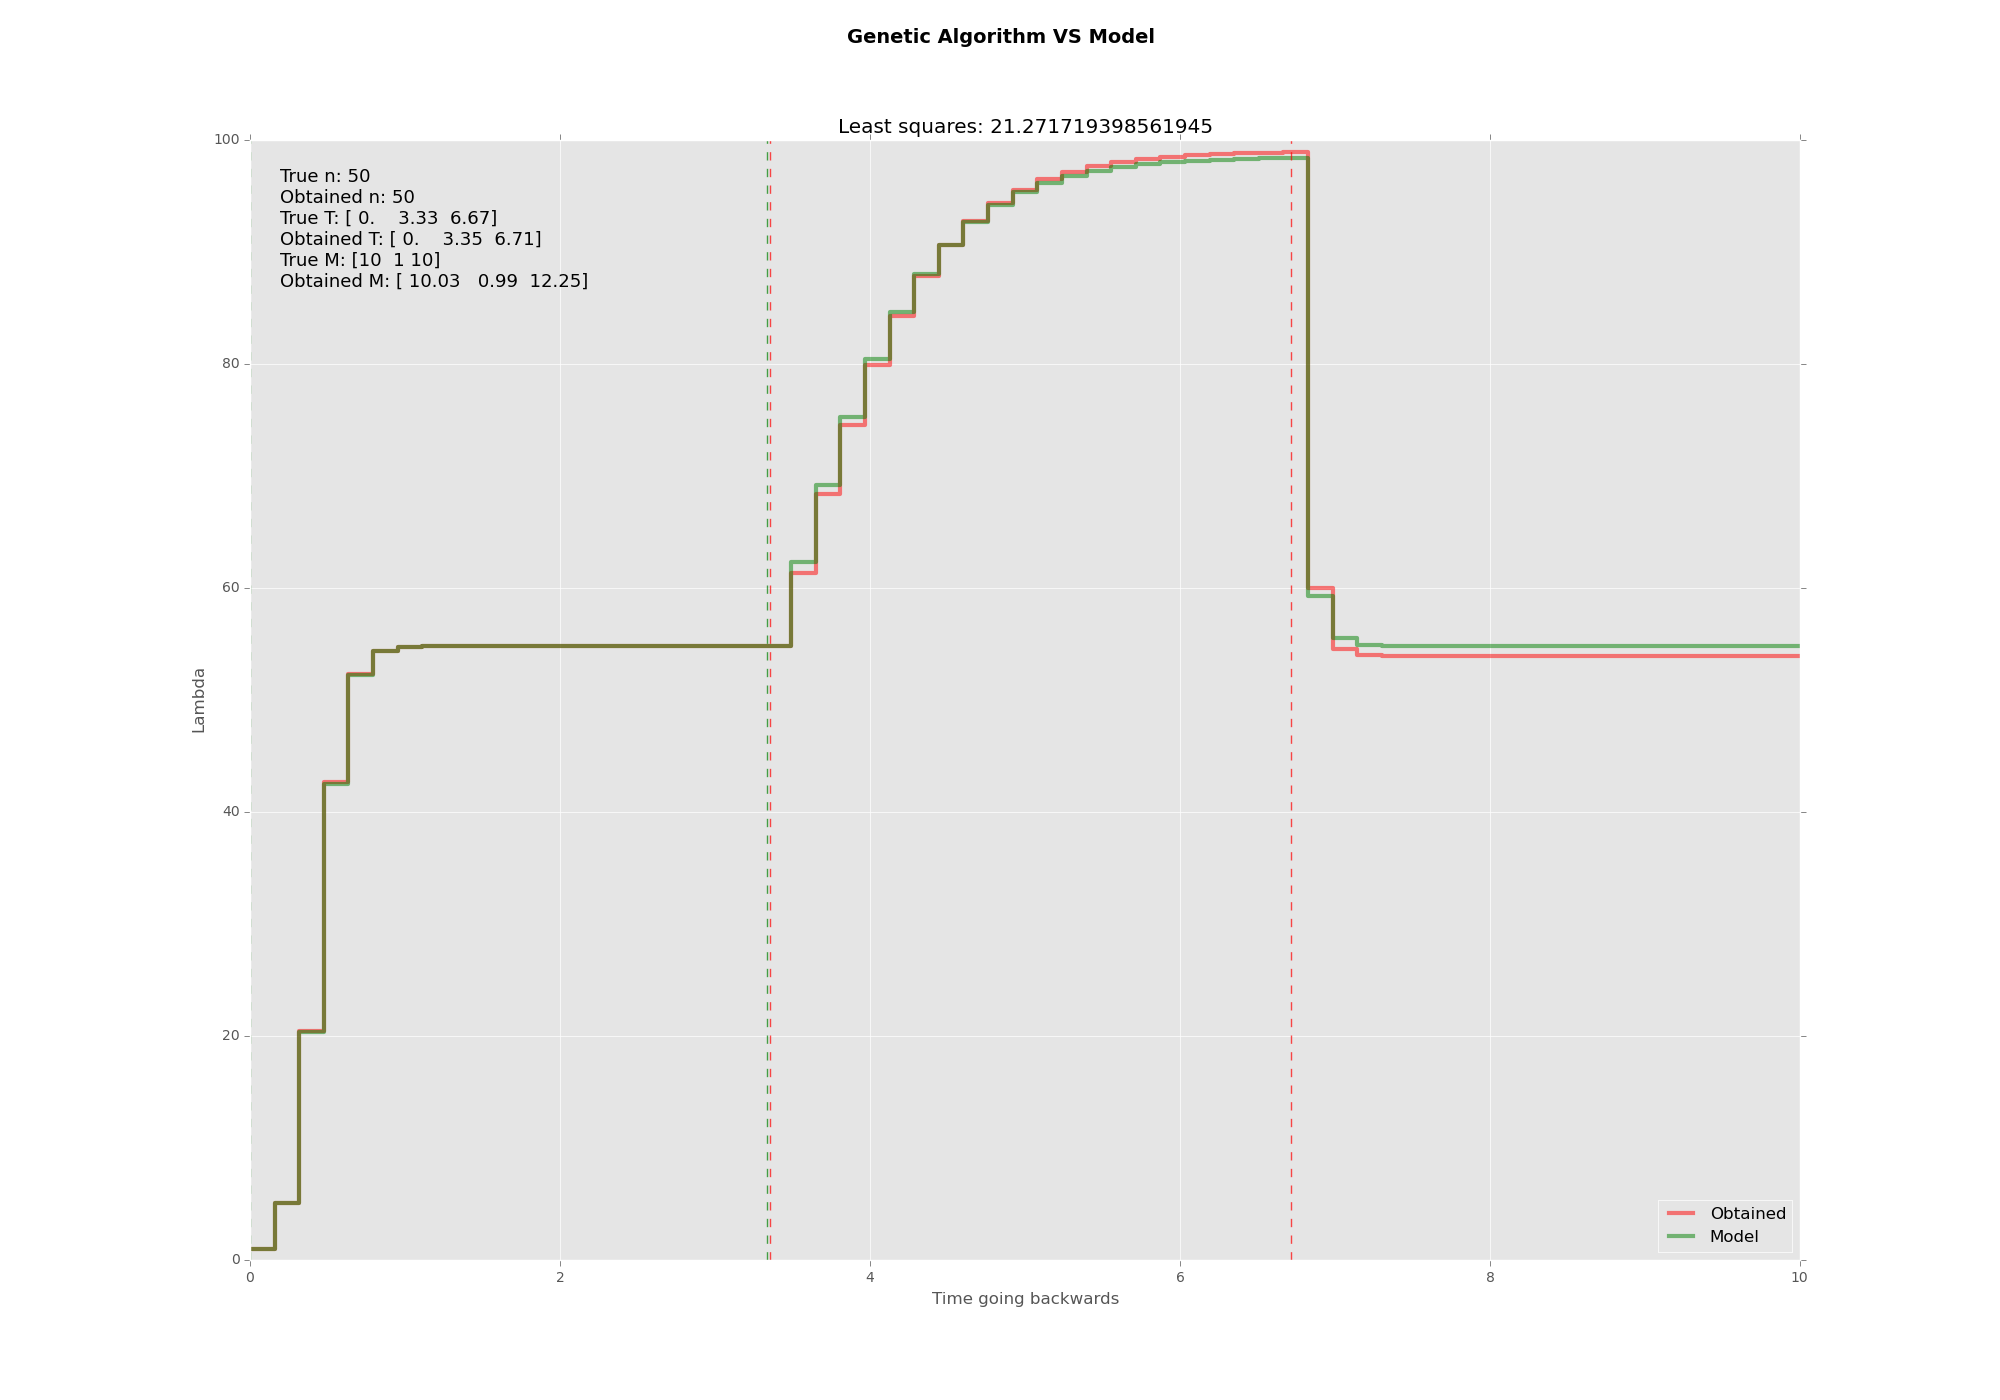 Genetic Algorithm VS Model
Least squares: 21.271719398561945
100
80
60
40
20
0
Lambda
True n: 50
Obtained n: 50
True T: [ 0.    3.33  6.67]
Obtained T: [ 0.    3.35  6.71]
True M: [10  1 10]
Obtained M: [ 10.03   0.99  12.25]
Obtained
Model
0 2 4 6 8 10
Time going backwards